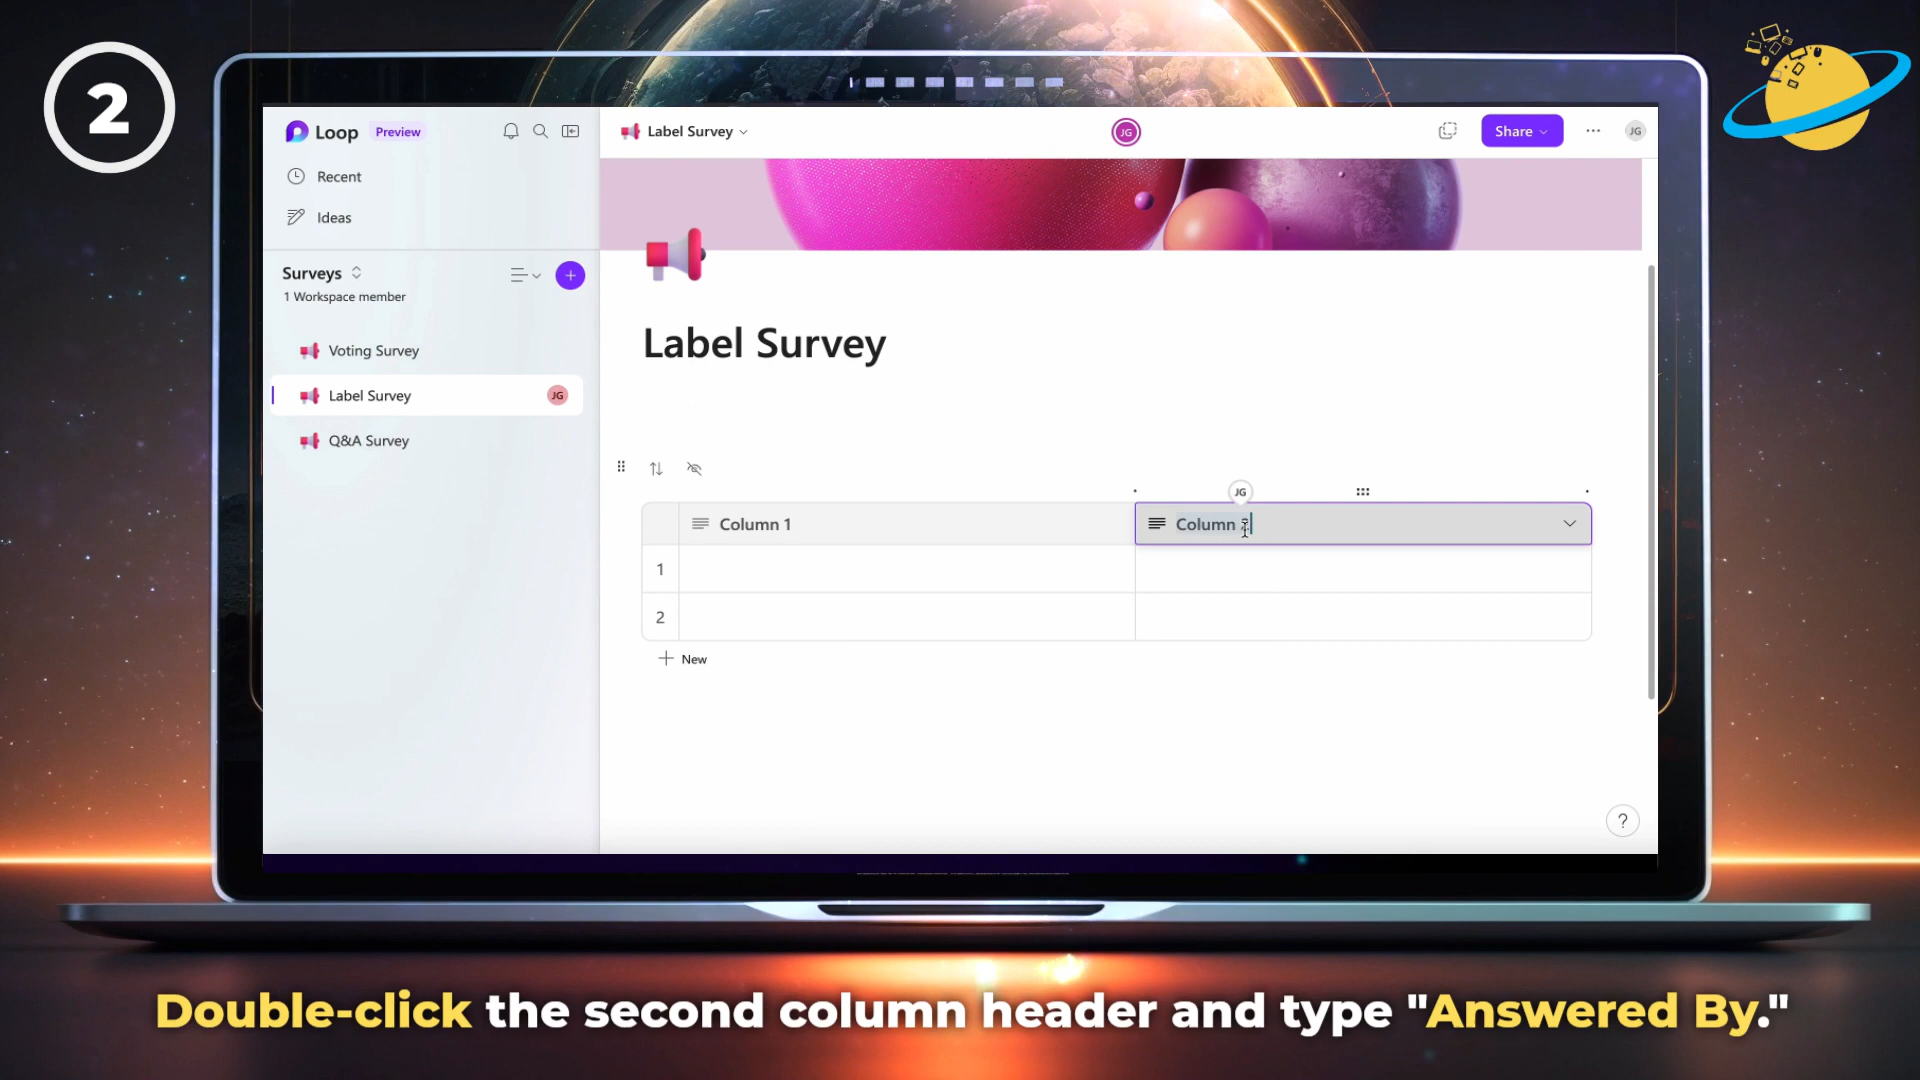 2
Loop Preview
Label Survey
JG
Share
JG
Recent
Ideas
Surveys
1 Workspace member
Voting Survey
Label Survey
JG
Q&A Survey
Label Survey
JG
Column 1
Column
1
2
New
?
Double-click the second column header and type "Answered By."